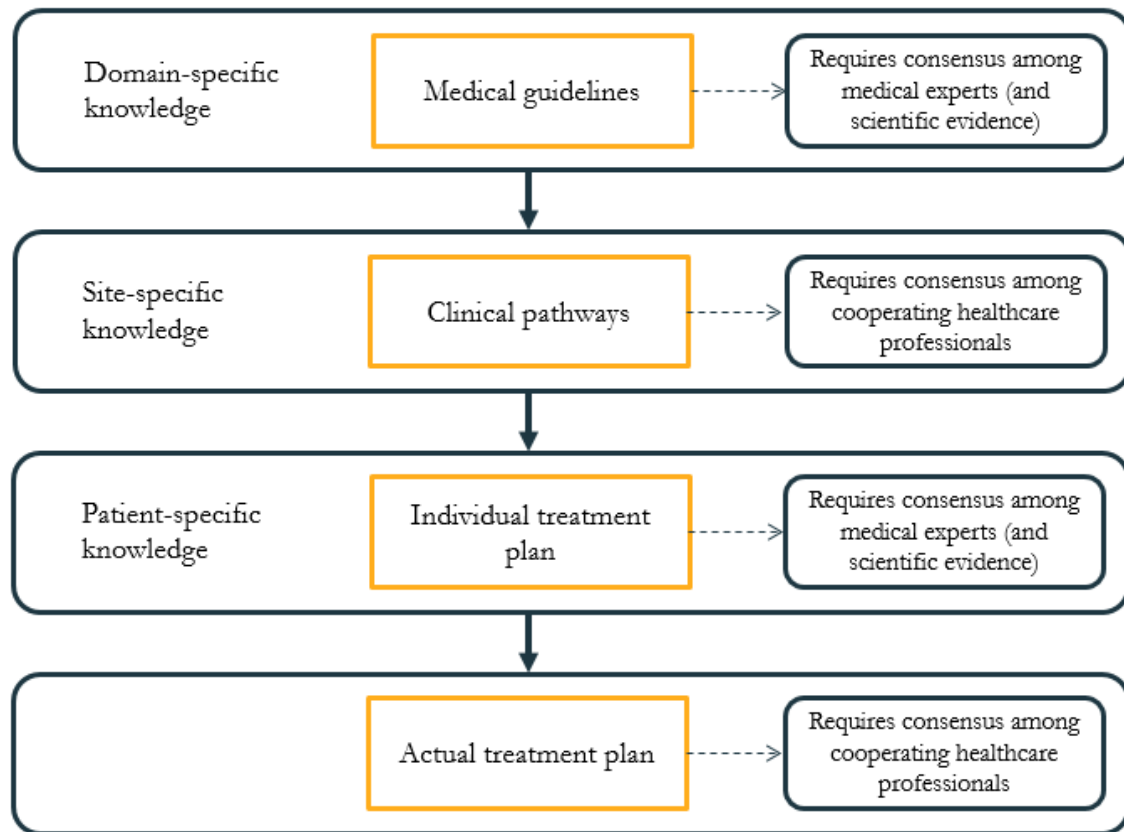 Domain-specific
knowledge
Medical guidelines
Requires consensus among
medical experts (and
scientific evidence)
Site-specific
knowledge
Clinical pathways
Requires consensus among
cooperating healthcare
professionals
Patient-specific
knowledge
Individual treatment
plan
Requires consensus among
medical experts (and
scientific evidence)
Actual treatment plan
Requires consensus among
cooperating healthcare
professionals